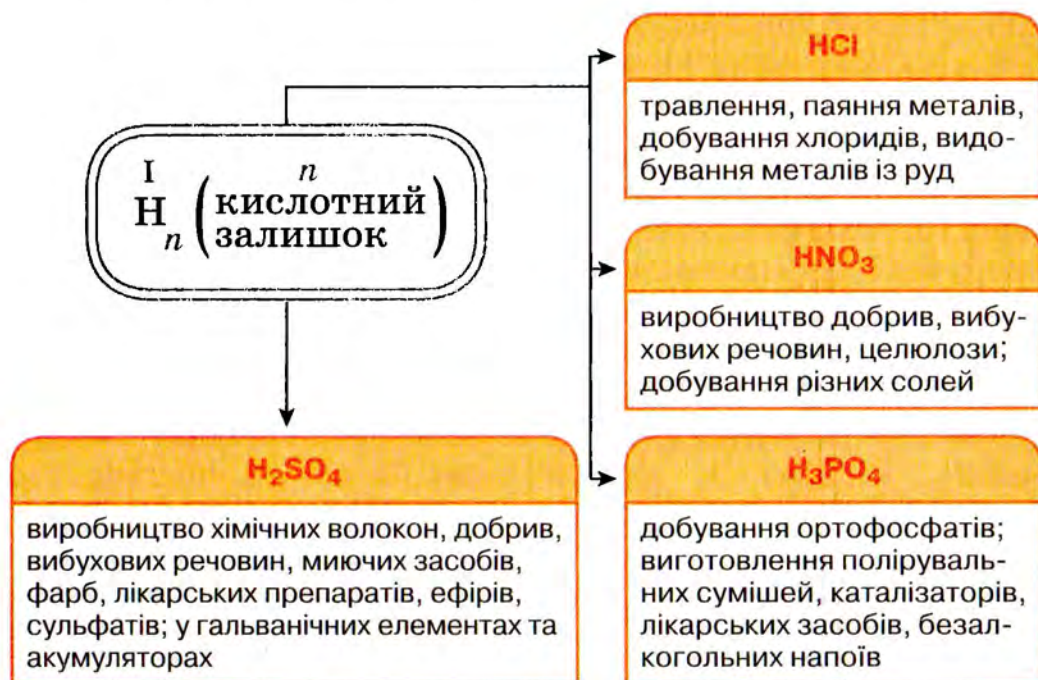 I n
H n (кислотний
залишок)
HCl
травлення, паяння металів,
добування хлоридів, видо-
бування металів із руд
HNO₃
виробництво добрив, вибу-
хових речовин, целюлози;
добування різних солей
H₂SO₄
виробництво хімічних волокон, добрив,
вибухових речовин, миючих засобів,
фарб, лікарських препаратів, ефірів,
сульфатів; у гальванічних елементах та
акумуляторах
H₃PO₄
добування ортофосфатів;
виготовлення полірувaль-
них сумішей, каталізаторів,
лікарських засобів, безал-
когольних напоїв